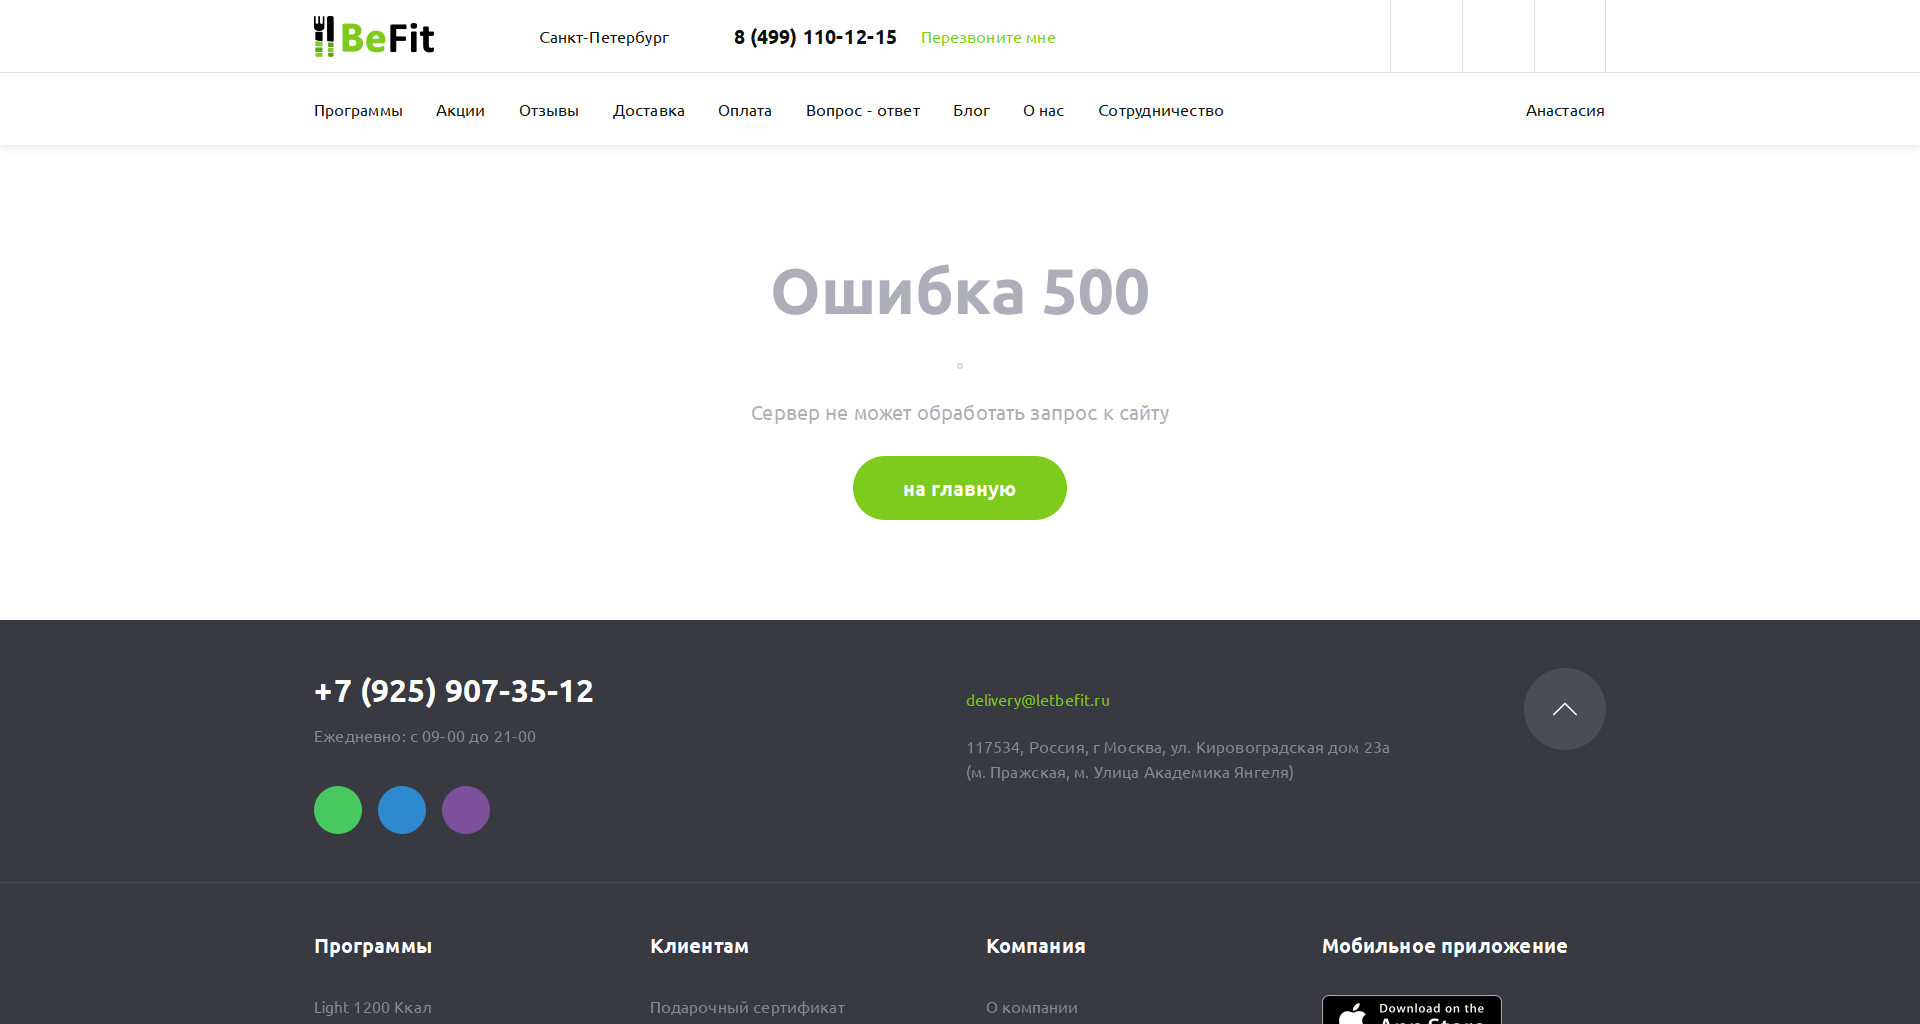 BeFit
Санкт-Петербург
8 (499) 110-12-15
Перезвоните мне
Программы
Акции
Отзывы
Доставка
Оплата
Вопрос - ответ
Блог
О нас
Сотрудничество
Анастасия
Ошибка 500
Сервер не может обработать запрос к сайту
на главную
+7 (925) 907-35-12
Ежедневно: с 09-00 до 21-00
delivery@letbefit.ru
117534, Россия, г Москва, ул. Кировоградская дом 23а
(м. Пражская, м. Улица Академика Янгеля)
Программы
Клиентам
Компания
Мобильное приложение
Light 1200 Ккал
Подарочный сертификат
О компании
Download on the
App Store